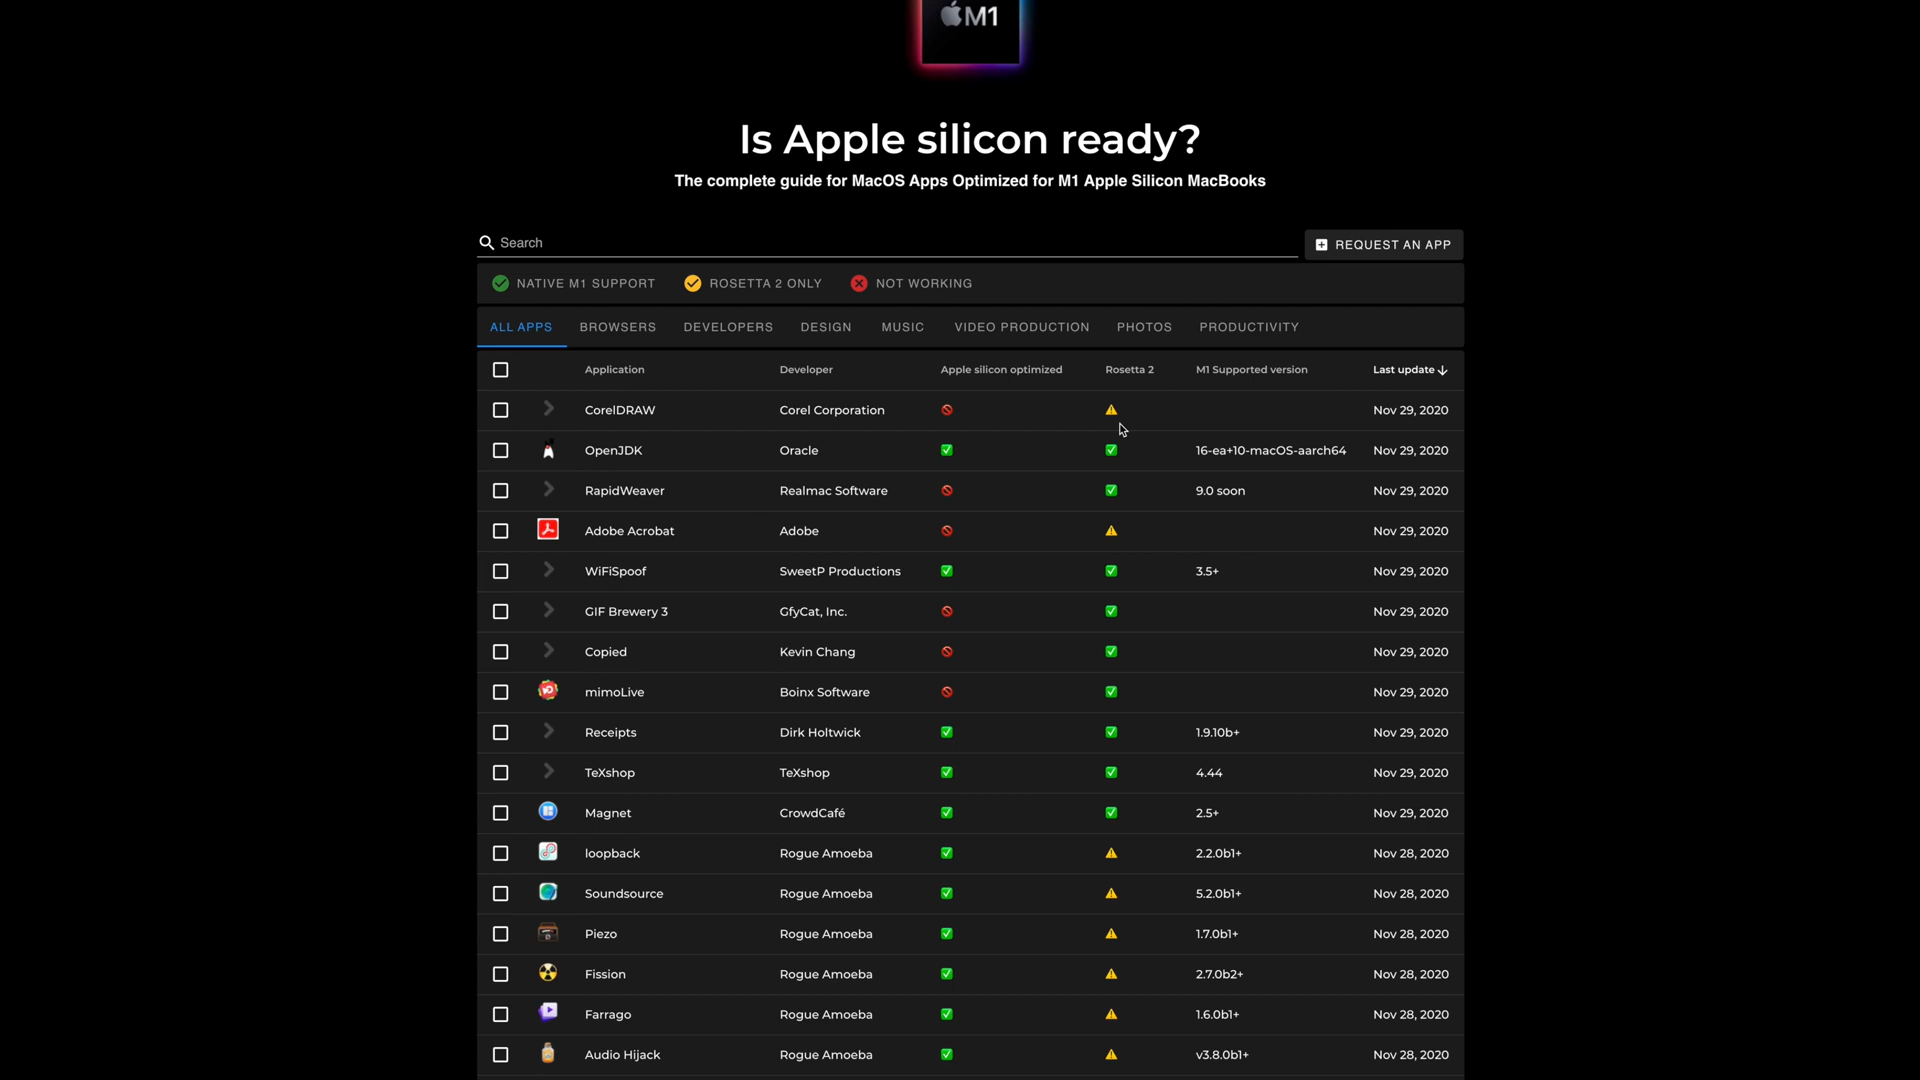 M1
Is Apple silicon ready?
The complete guide for MacOS Apps Optimized for M1 Apple Silicon MacBooks
Search
REQUEST AN APP
NATIVE M1 SUPPORT ROSETTA 2 ONLY NOT WORKING
ALL APPS BROWSERS DEVELOPERS DESIGN MUSIC VIDEO PRODUCTION PHOTOS PRODUCTIVITY
Application Developer Apple silicon optimized Rosetta 2 M1 Supported version Last update
CorelDRAW Corel Corporation Nov 29, 2020
OpenJDK Oracle 16-ea+10-macOS-aarch64 Nov 29, 2020
RapidWeaver Realmac Software 9.0 soon Nov 29, 2020
Adobe Acrobat Adobe Nov 29, 2020
WiFiSpoof SweetP Productions 3.5+ Nov 29, 2020
GIF Brewery 3 GfyCat, Inc. Nov 29, 2020
Copied Kevin Chang Nov 29, 2020
mimoLive Boinx Software Nov 29, 2020
Receipts Dirk Holtwick 1.9.10b+ Nov 29, 2020
TeXshop TeXshop 4.44 Nov 29, 2020
Magnet CrowdCafé 2.5+ Nov 29, 2020
loopback Rogue Amoeba 2.2.0b1+ Nov 28, 2020
Soundsource Rogue Amoeba 5.2.0b1+ Nov 28, 2020
Piezo Rogue Amoeba 1.7.0b1+ Nov 28, 2020
Fission Rogue Amoeba 2.7.0b2+ Nov 28, 2020
Farrago Rogue Amoeba 1.6.0b1+ Nov 28, 2020
Audio Hijack Rogue Amoeba v3.8.0b1+ Nov 28, 2020